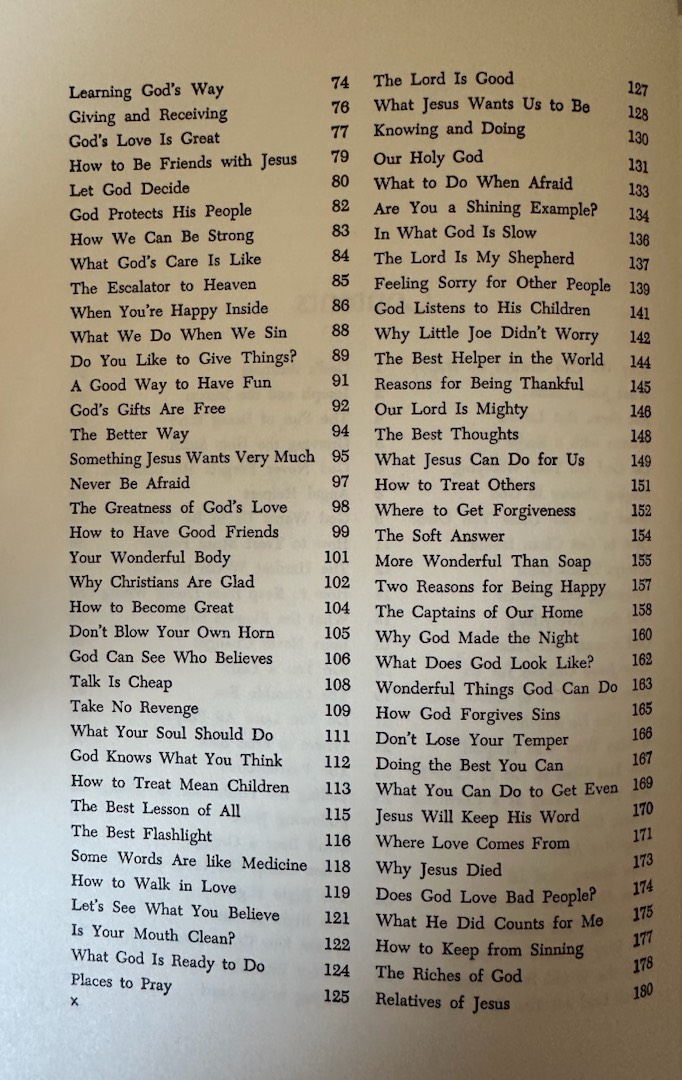 Learning God's Way 74
Giving and Receiving 76
God's Love Is Great 77
How to Be Friends with Jesus 79
Let God Decide 80
God Protects His People 82
How We Can Be Strong 83
What God's Care Is Like 84
The Escalator to Heaven 85
When You're Happy Inside 86
What We Do When We Sin 88
Do You Like to Give Things? 89
A Good Way to Have Fun 91
God's Gifts Are Free 92
The Better Way 94
Something Jesus Wants Very Much 95
Never Be Afraid 97
The Greatness of God's Love 98
How to Have Good Friends 99
Your Wonderful Body 101
Why Christians Are Glad 102
How to Become Great 104
Don't Blow Your Own Horn 105
God Can See Who Believes 106
Talk Is Cheap 108
Take No Revenge 109
What Your Soul Should Do 111
God Knows What You Think 112
How to Treat Mean Children 113
The Best Lesson of All 115
The Best Flashlight 116
Some Words Are like Medicine 118
How to Walk in Love 119
Let's See What You Believe 121
Is Your Mouth Clean? 122
What God Is Ready to Do 124
Places to Pray 125
x
The Lord Is Good 127
What Jesus Wants Us to Be 128
Knowing and Doing 130
Our Holy God 131
What to Do When Afraid 133
Are You a Shining Example? 134
In What God Is Slow 136
The Lord Is My Shepherd 137
Feeling Sorry for Other People 139
God Listens to His Children 141
Why Little Joe Didn't Worry 142
The Best Helper in the World 144
Reasons for Being Thankful 145
Our Lord Is Mighty 146
The Best Thoughts 148
What Jesus Can Do for Us 149
How to Treat Others 151
Where to Get Forgiveness 152
The Soft Answer 154
More Wonderful Than Soap 155
Two Reasons for Being Happy 157
The Captains of Our Home 158
Why God Made the Night 160
What Does God Look Like? 162
Wonderful Things God Can Do 163
How God Forgives Sins 165
Don't Lose Your Temper 166
Doing the Best You Can 167
What You Can Do to Get Even 169
Jesus Will Keep His Word 170
Where Love Comes From 171
Why Jesus Died 173
Does God Love Bad People? 174
What He Did Counts for Me 175
How to Keep from Sinning 177
The Riches of God 178
Relatives of Jesus 180